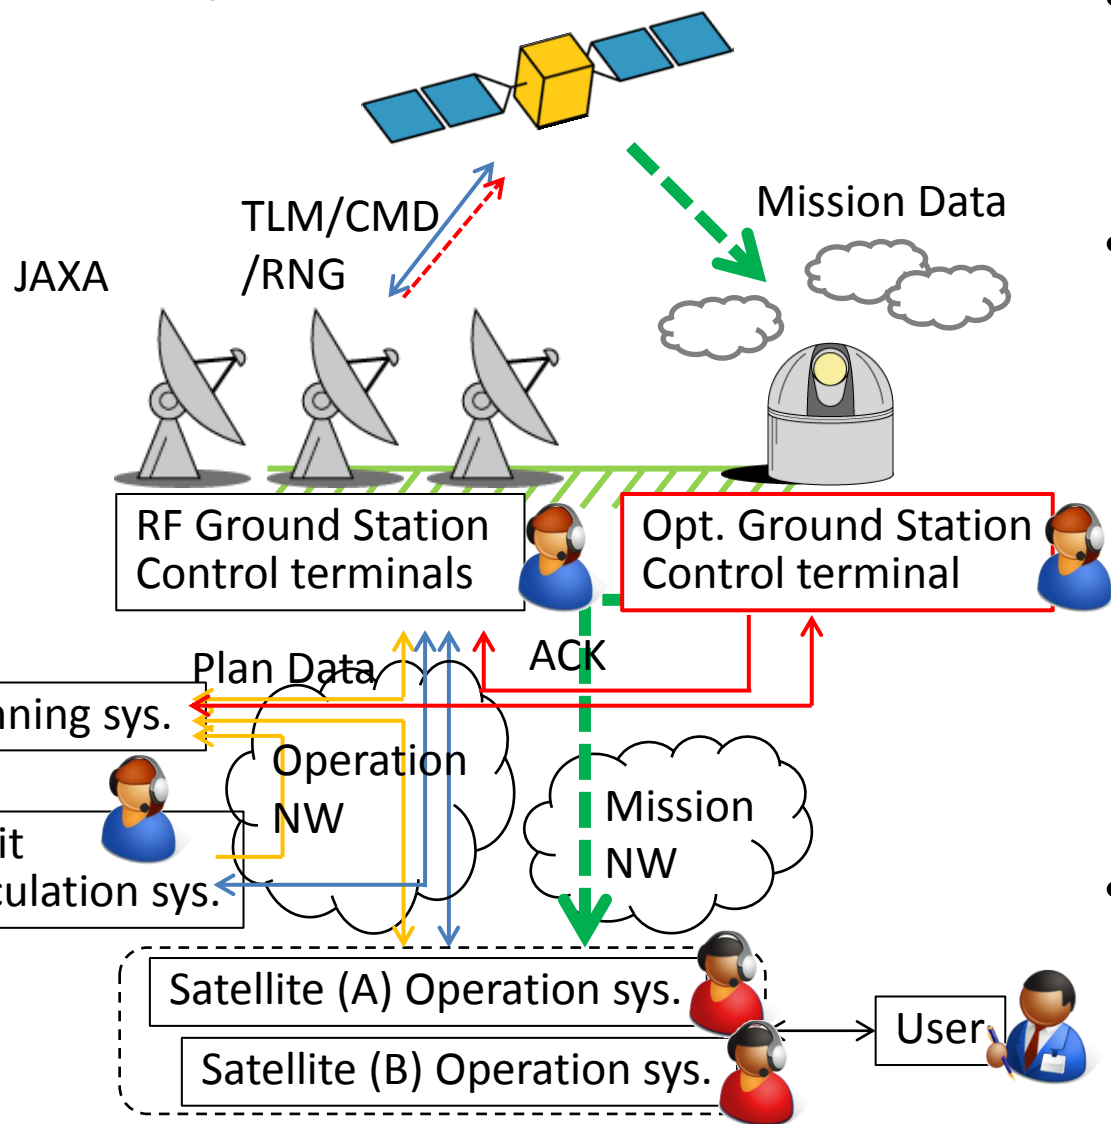 TLM/CMD
/RNG
Mission Data
JAXA
RF Ground Station
Control terminals
Opt. Ground Station
Control terminal
ACK
Plan Data
nning sys.
Operation
NW
Mission
NW
it
culation sys.
Satellite (A) Operation sys.
User
Satellite (B) Operation sys.